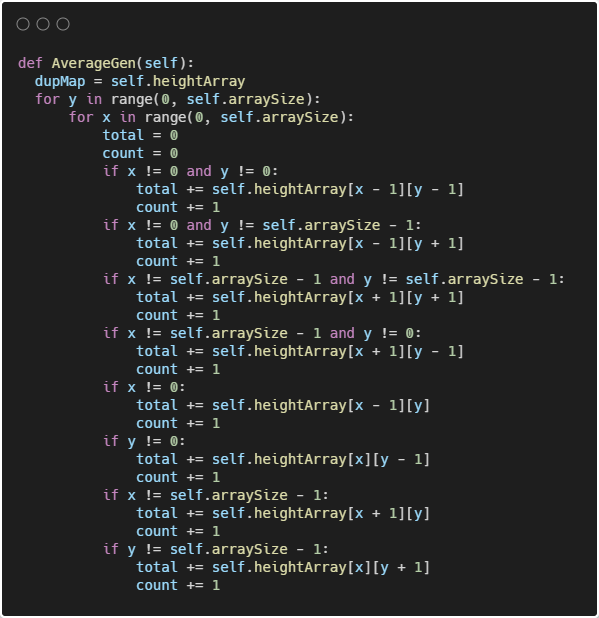 def AverageGen(self):
  dupMap = self.heightArray
  for y in range(0, self.arraySize):
      for x in range(0, self.arraySize):
          total = 0
          count = 0
          if x != 0 and y != 0:
              total += self.heightArray[x - 1][y - 1]
              count += 1
          if x != 0 and y != self.arraySize - 1:
              total += self.heightArray[x - 1][y + 1]
              count += 1
          if x != self.arraySize - 1 and y != self.arraySize - 1:
              total += self.heightArray[x + 1][y + 1]
              count += 1
          if x != self.arraySize - 1 and y != 0:
              total += self.heightArray[x + 1][y - 1]
              count += 1
          if x != 0:
              total += self.heightArray[x - 1][y]
              count += 1
          if y != 0:
              total += self.heightArray[x][y - 1]
              count += 1
          if x != self.arraySize - 1:
              total += self.heightArray[x + 1][y]
              count += 1
          if y != self.arraySize - 1:
              total += self.heightArray[x][y + 1]
              count += 1